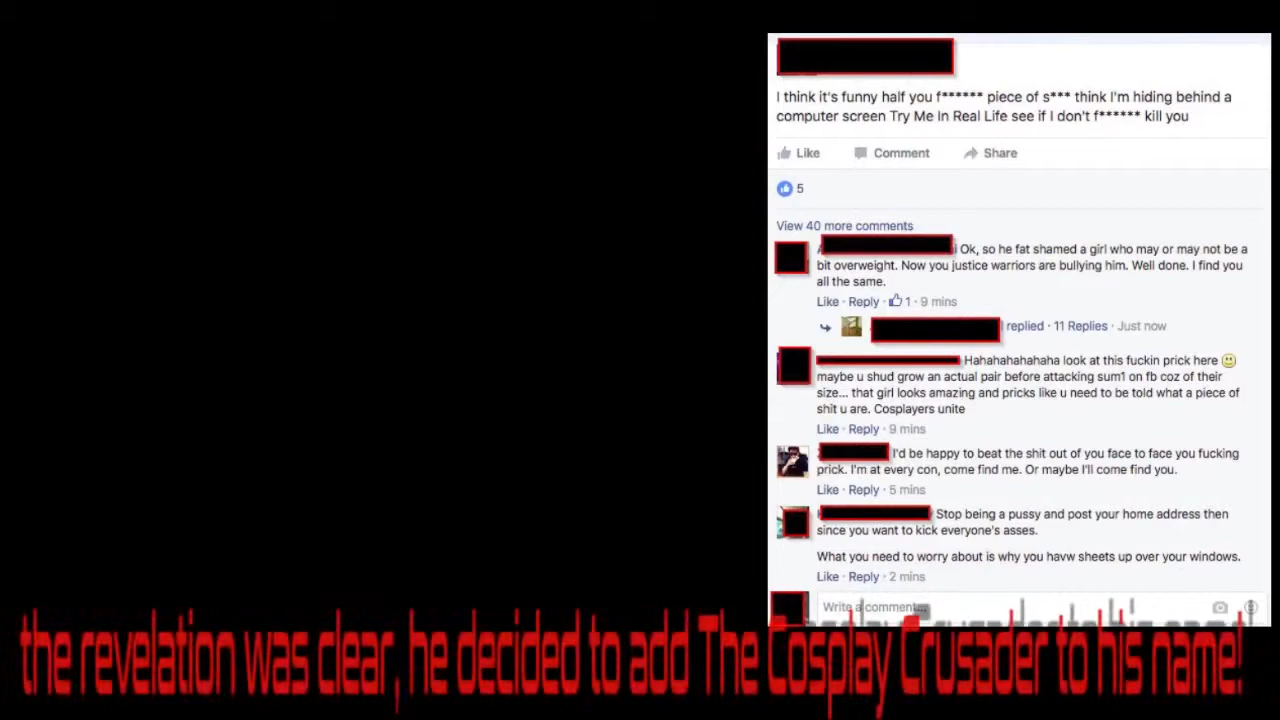 I think it's funny half you f****** piece of s*** think I'm hiding behind a
computer screen Try Me In Real Life see if I don't f****** kill you
Like Comment Share
5
View 40 more comments
Ok, so he fat shamed a girl who may or may not be a
bit overweight. Now you justice warriors are bullying him. Well done. I find you
all the same.
Like · Reply · 1 · 9 mins
replied · 11 Replies · Just now
Hahahahahahaha look at this fuckin prick here
maybe u shud grow an actual pair before attacking sum1 on fb coz of their
size... that girl looks amazing and pricks like u need to be told what a piece of
shit u are. Cosplayers unite
Like · Reply · 9 mins
I'd be happy to beat the shit out of you face to face you fucking
prick. I'm at every con, come find me. Or maybe I'll come find you.
Like · Reply · 5 mins
Stop being a pussy and post your home address then
since you want to kick everyone's asses.
What you need to worry about is why you havw sheets up over your windows.
Like · Reply · 2 mins
Write a comment...
the revelation was clear, he decided to add The Cosplay Crusader to his name!